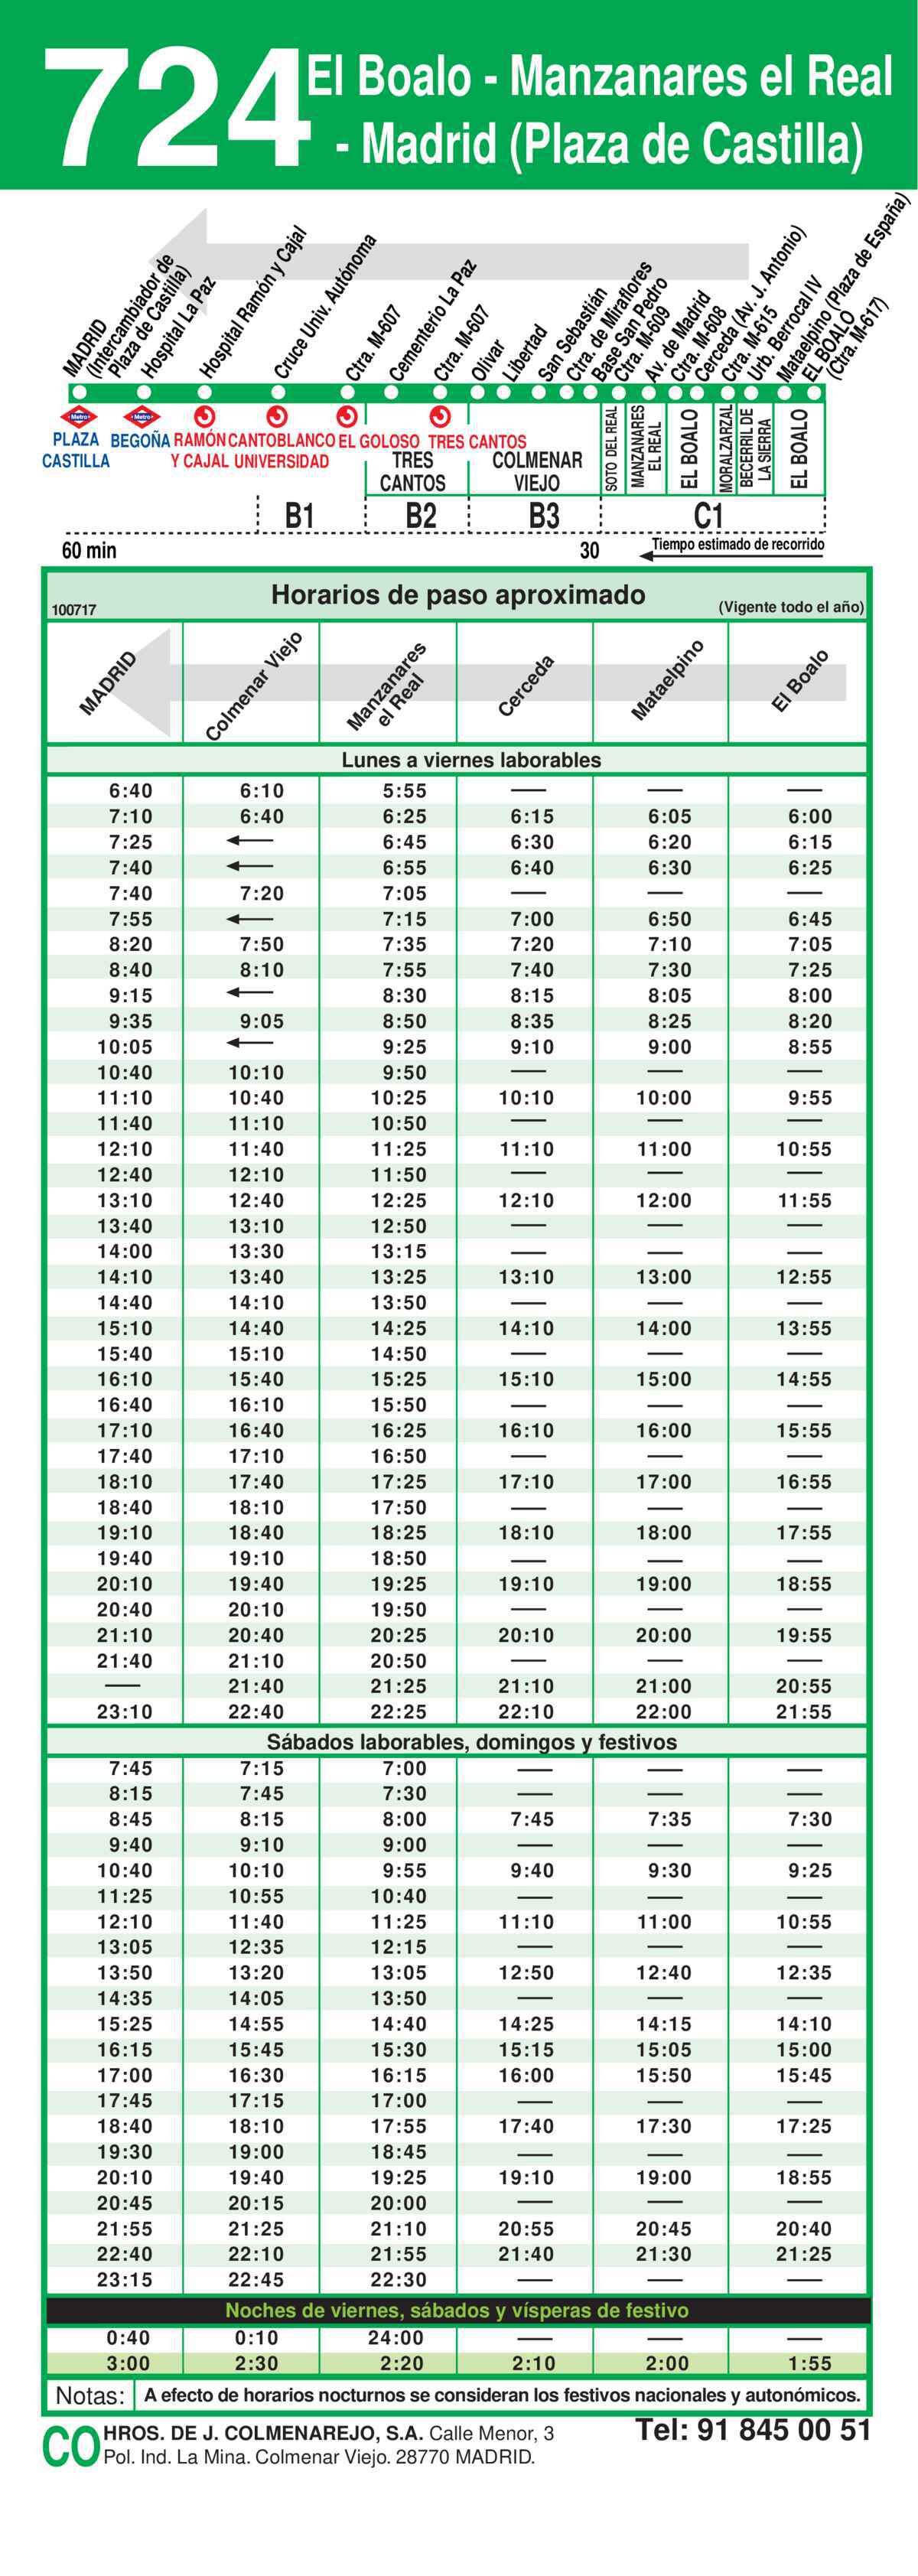 724
El Boalo - Manzanares el Real
- Madrid (Plaza de Castilla)
MADRID
(Intercambiador de
Plaza de Castilla)
Hospital La Paz
Hospital Ramón y Cajal
Cruce Univ. Autónoma
Ctra. M-607
Cementerio La Paz
Ctra. M-607
Olivar
Libertad
San Sebastián
Ctra. de Miraflores
Base San Pedro
Ctra. M-609
Av. de Madrid
Ctra. M-608
Cerceda (Av. J. Antonio)
Ctra. M-615
Urb. Berrocal IV
Mataelpino (Plaza de España)
EL BOALO
(Ctra. M-617)
Metro Metro
PLAZA CASTILLA
BEGOÑA
RAMÓN Y CAJAL
CANTOBLANCO UNIVERSIDAD
EL GOLOSO
TRES CANTOS
TRES CANTOS
COLMENAR VIEJO
SOTO DEL REAL
MANZANARES EL REAL
EL BOALO
MORALZARZAL
BECERRIL DE LA SIERRA
EL BOALO
B1 B2 B3 C1
60 min 30 Tiempo estimado de recorrido
100717 Horarios de paso aproximado (Vigente todo el año)
MADRID Colmenar Viejo Manzanares el Real Cerceda Mataelpino El Boalo
Lunes a viernes laborables
6:40 6:10 5:55 — — —
7:10 6:40 6:25 6:15 6:05 6:00
7:25 ← 6:45 6:30 6:20 6:15
7:40 ← 6:55 6:40 6:30 6:25
7:40 7:20 7:05 — — —
7:55 ← 7:15 7:00 6:50 6:45
8:20 7:50 7:35 7:20 7:10 7:05
8:40 8:10 7:55 7:40 7:30 7:25
9:15 ← 8:30 8:15 8:05 8:00
9:35 9:05 8:50 8:35 8:25 8:20
10:05 ← 9:25 9:10 9:00 8:55
10:40 10:10 9:50 — — —
11:10 10:40 10:25 10:10 10:00 9:55
11:40 11:10 10:50 — — —
12:10 11:40 11:25 11:10 11:00 10:55
12:40 12:10 11:50 — — —
13:10 12:40 12:25 12:10 12:00 11:55
13:40 13:10 12:50 — — —
14:00 13:30 13:15 — — —
14:10 13:40 13:25 13:10 13:00 12:55
14:40 14:10 13:50 — — —
15:10 14:40 14:25 14:10 14:00 13:55
15:40 15:10 14:50 — — —
16:10 15:40 15:25 15:10 15:00 14:55
16:40 16:10 15:50 — — —
17:10 16:40 16:25 16:10 16:00 15:55
17:40 17:10 16:50 — — —
18:10 17:40 17:25 17:10 17:00 16:55
18:40 18:10 17:50 — — —
19:10 18:40 18:25 18:10 18:00 17:55
19:40 19:10 18:50 — — —
20:10 19:40 19:25 19:10 19:00 18:55
20:40 20:10 19:50 — — —
21:10 20:40 20:25 20:10 20:00 19:55
21:40 21:10 20:50 — — —
— 21:40 21:25 21:10 21:00 20:55
23:10 22:40 22:25 22:10 22:00 21:55
Sábados laborables, domingos y festivos
7:45 7:15 7:00 — — —
8:15 7:45 7:30 — — —
8:45 8:15 8:00 7:45 7:35 7:30
9:40 9:10 9:00 — — —
10:40 10:10 9:55 9:40 9:30 9:25
11:25 10:55 10:40 — — —
12:10 11:40 11:25 11:10 11:00 10:55
13:05 12:35 12:15 — — —
13:50 13:20 13:05 12:50 12:40 12:35
14:35 14:05 13:50 — — —
15:25 14:55 14:40 14:25 14:15 14:10
16:15 15:45 15:30 15:15 15:05 15:00
17:00 16:30 16:15 16:00 15:50 15:45
17:45 17:15 17:00 — — —
18:40 18:10 17:55 17:40 17:30 17:25
19:30 19:00 18:45 — — —
20:10 19:40 19:25 19:10 19:00 18:55
20:45 20:15 20:00 — — —
21:55 21:25 21:10 20:55 20:45 20:40
22:40 22:10 21:55 21:40 21:30 21:25
23:15 22:45 22:30 — — —
Noches de viernes, sábados y vísperas de festivo
0:40 0:10 24:00 — — —
3:00 2:30 2:20 2:10 2:00 1:55
Notas: A efecto de horarios nocturnos se consideran los festivos nacionales y autonómicos.
CO HROS. DE J. COLMENAREJO, S.A. Calle Menor, 3
Pol. Ind. La Mina. Colmenar Viejo. 28770 MADRID.
Tel: 91 845 00 51